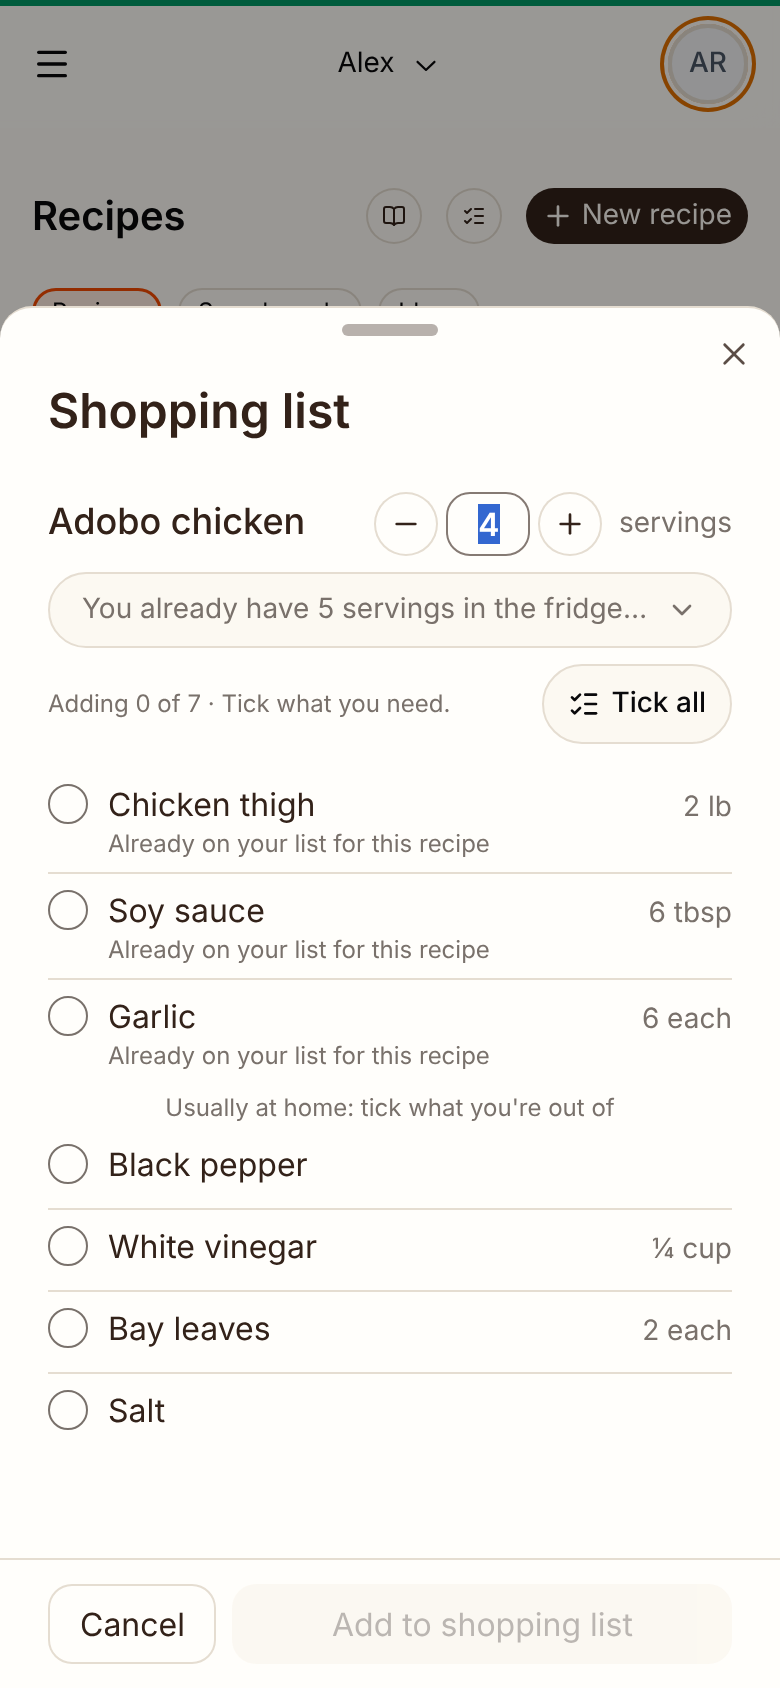 Alex
AR
Recipes
+ New recipe
Shopping list
Adobo chicken
− 4 + servings
You already have 5 servings in the fridge...
Adding 0 of 7 · Tick what you need.
Tick all
Chicken thigh 2 lb
Already on your list for this recipe
Soy sauce 6 tbsp
Already on your list for this recipe
Garlic 6 each
Already on your list for this recipe
Usually at home: tick what you're out of
Black pepper
White vinegar ¼ cup
Bay leaves 2 each
Salt
Cancel
Add to shopping list